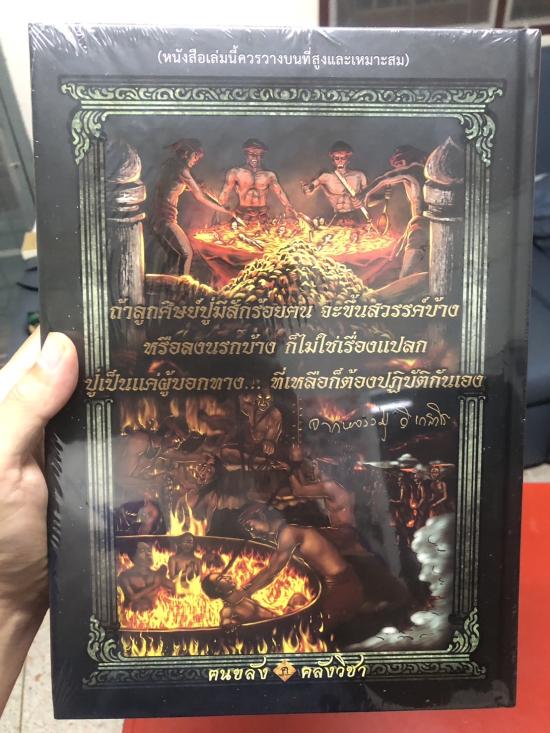 (หนังสือเล่มนี้ควรวางบนที่สูงและเหมาะสม)
ถ้าลูกศิษย์ปู่มีสักร้อยคน จะขึ้นสวรรค์บ้าง
หรือลงนรกบ้าง ก็ไม่ใช่เรื่องแปลก
ปู่เป็นแค่ผู้บอกทาง... ที่เหลือก็ต้องปฏิบัติกันเอง
คนขลัง คลังวิชา